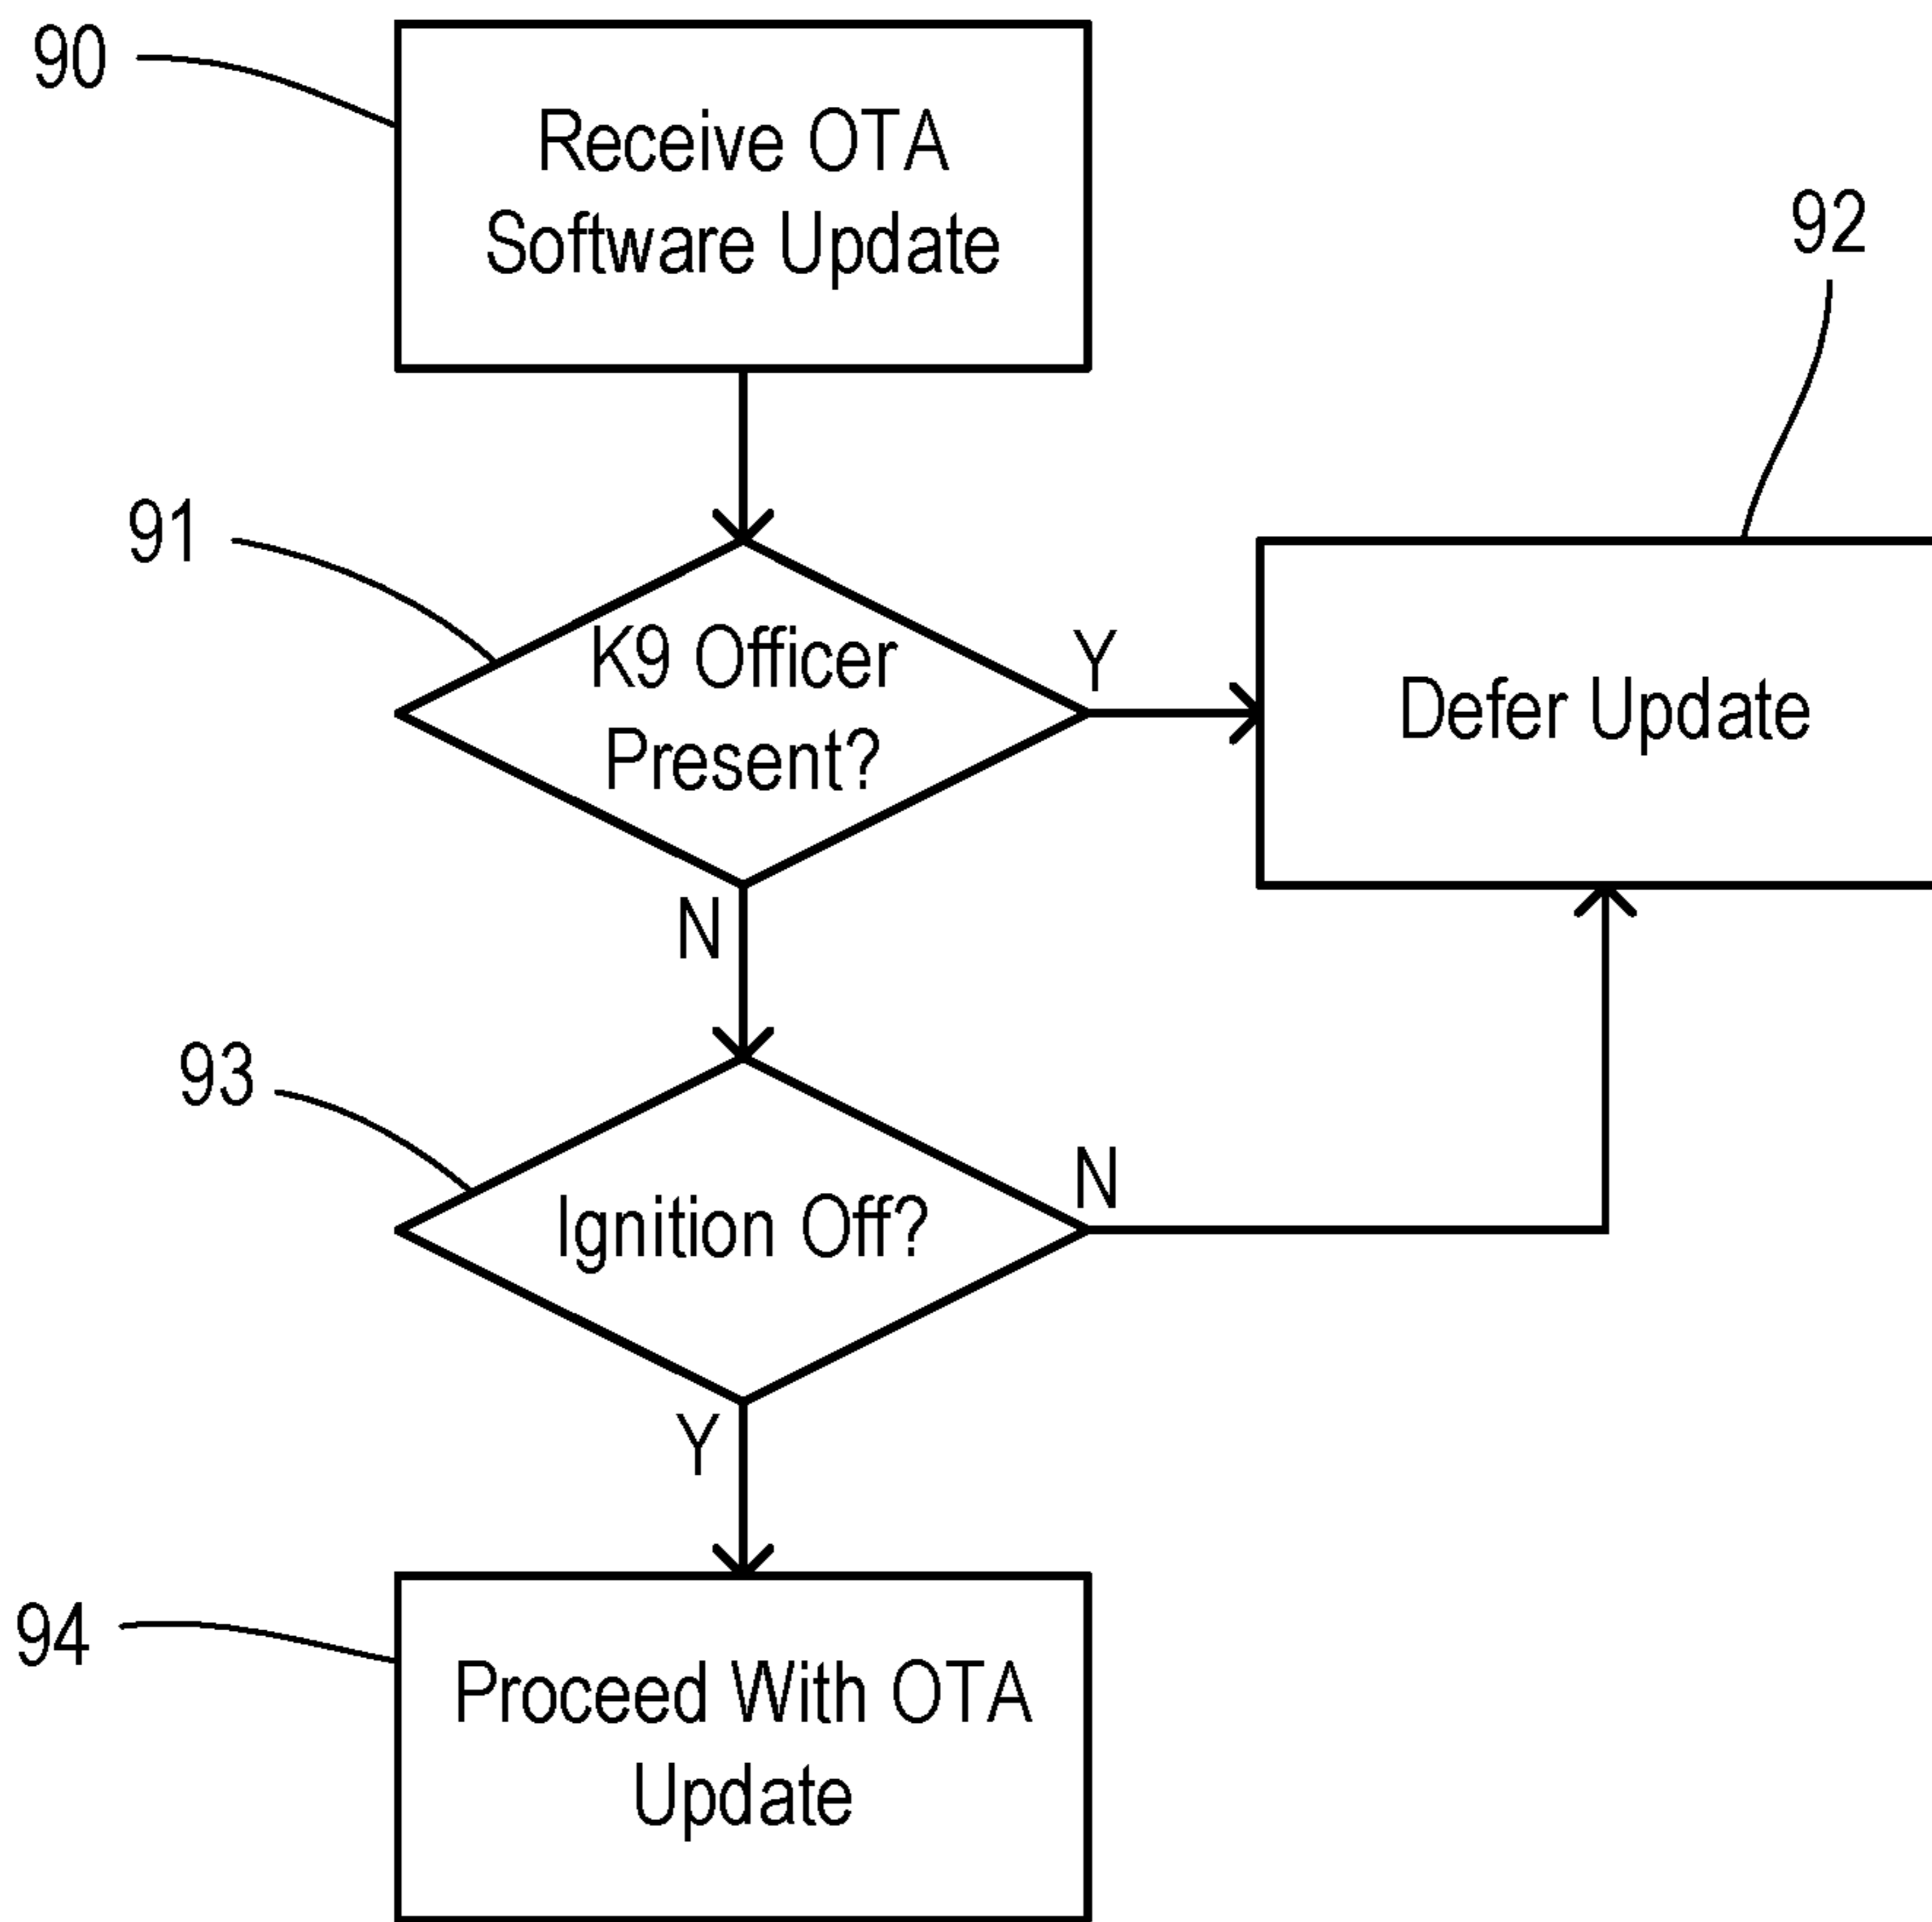 90
Receive OTA
Software Update
92
91
K9 Officer
Present?
Y
Defer Update
N
93
Ignition Off?
N
Y
94
Proceed With OTA
Update